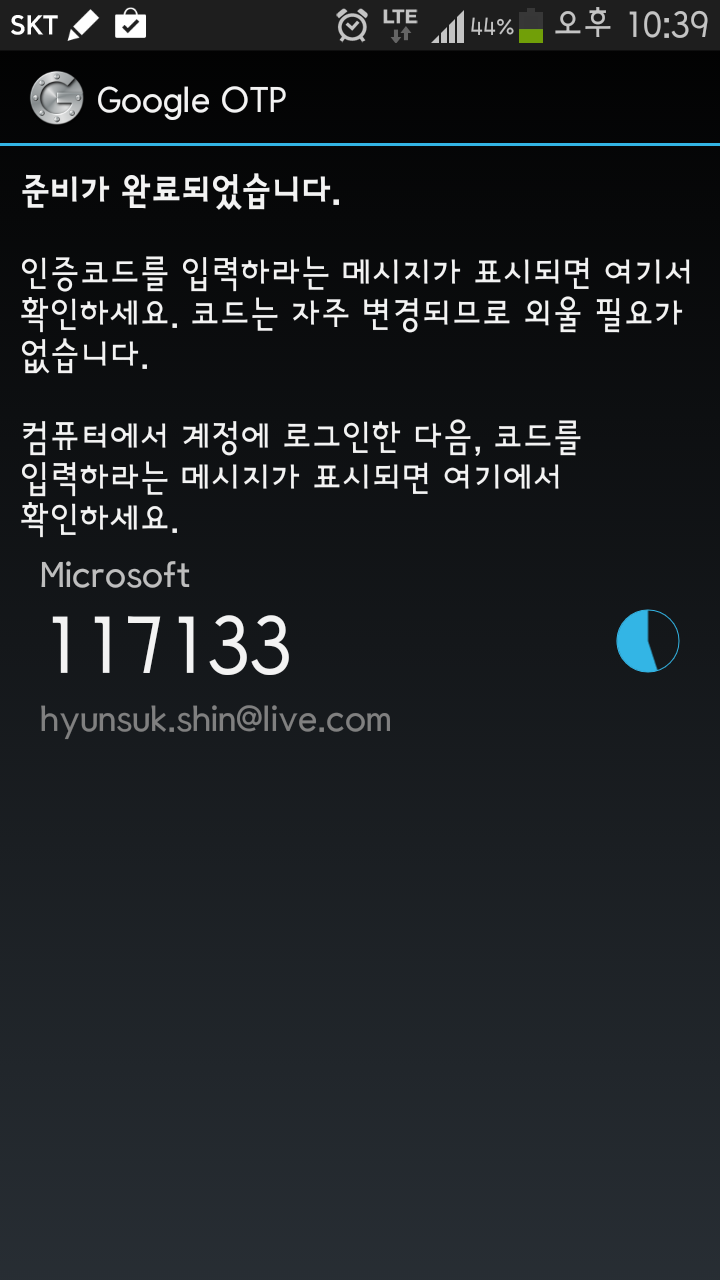 SKT LTE 44% 오후 10:39
Google OTP
준비가 완료되었습니다.
인증코드를 입력하라는 메시지가 표시되면 여기서
확인하세요. 코드는 자주 변경되므로 외울 필요가
없습니다.
컴퓨터에서 계정에 로그인한 다음, 코드를
입력하라는 메시지가 표시되면 여기에서
확인하세요.
Microsoft
117133
hyunsuk.shin@live.com